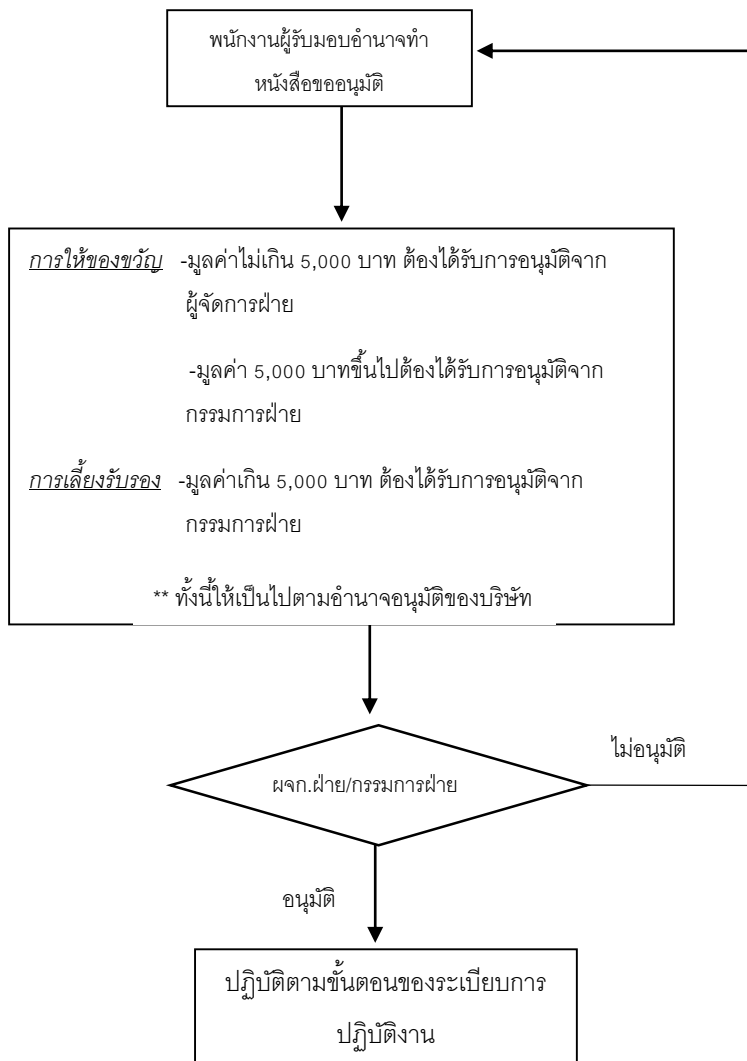 พนักงานผู้รับมอบอำนาจทำ
หนังสือขออนุมัติ
การให้ของขวัญ -มูลค่าไม่เกิน 5,000 บาท ต้องได้รับการอนุมัติจาก
ผู้จัดการฝ่าย
-มูลค่า 5,000 บาทขึ้นไปต้องได้รับการอนุมัติจาก
กรรมการฝ่าย
การเลี้ยงรับรอง -มูลค่าเกิน 5,000 บาท ต้องได้รับการอนุมัติจาก
กรรมการฝ่าย
** ทั้งนี้ให้เป็นไปตามอำนาจอนุมัติของบริษัท
ไม่อนุมัติ
ผจก.ฝ่าย/กรรมการฝ่าย
อนุมัติ
ปฏิบัติตามขั้นตอนของระเบียบการ
ปฏิบัติงาน